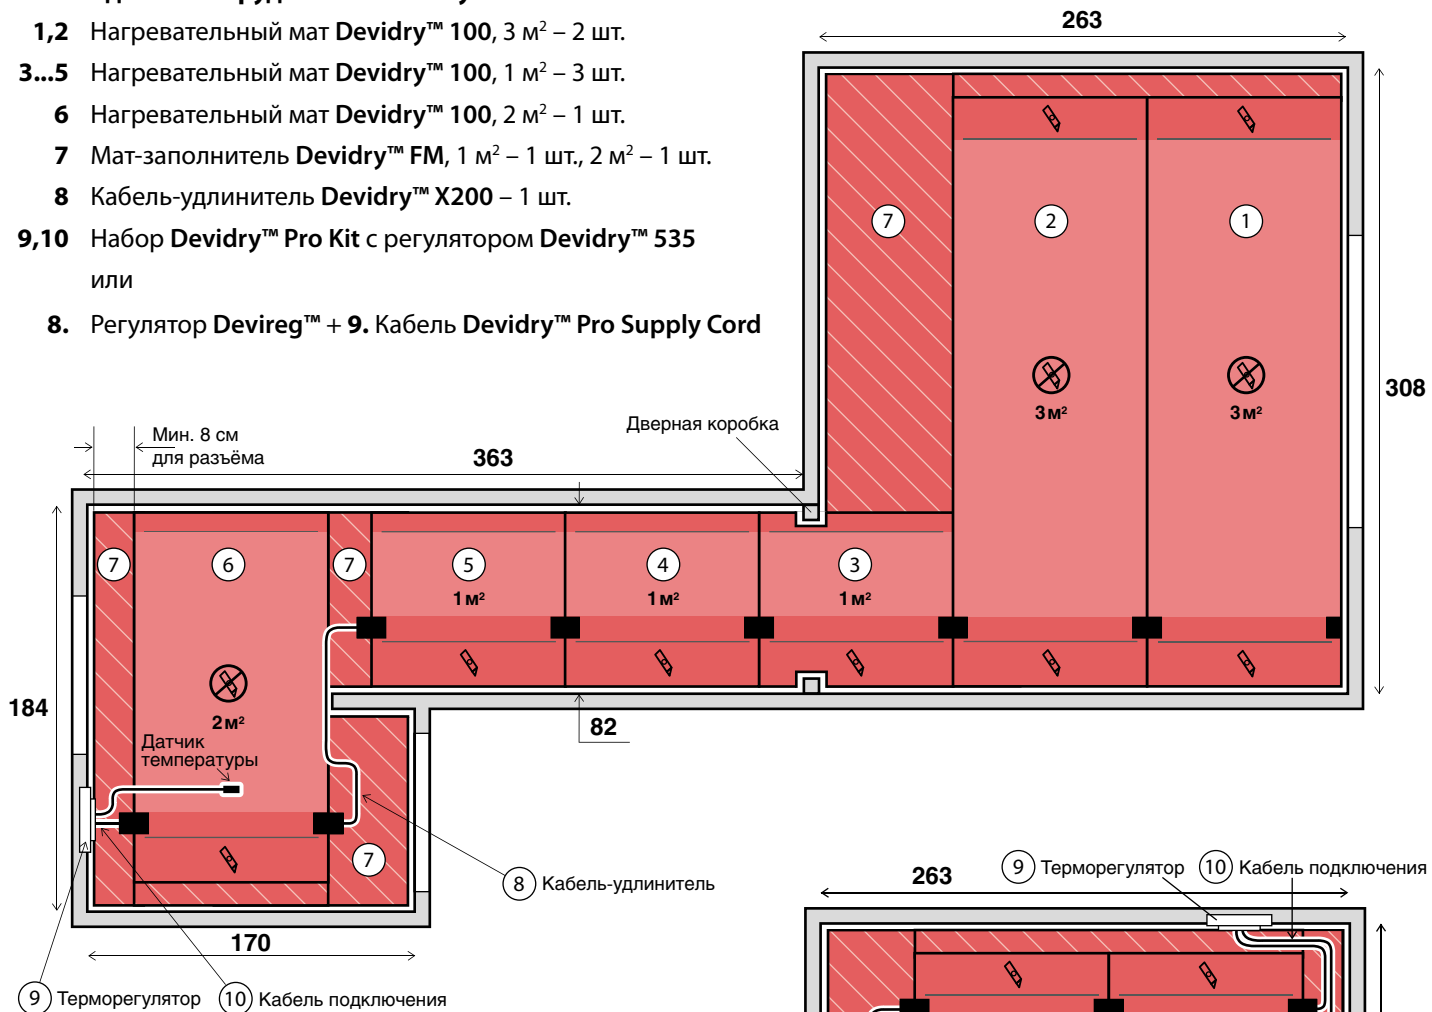 1,2 Нагревательный мат Devidry™ 100, 3 м² – 2 шт.
3...5 Нагревательный мат Devidry™ 100, 1 м² – 3 шт.
6 Нагревательный мат Devidry™ 100, 2 м² – 1 шт.
7 Мат-заполнитель Devidry™ FM, 1 м² – 1 шт., 2 м² – 1 шт.
8 Кабель-удлинитель Devidry™ X200 – 1 шт.
9,10 Набор Devidry™ Pro Kit с регулятором Devidry™ 535
или
8. Регулятор Devireg™ + 9. Кабель Devidry™ Pro Supply Cord
263
7
2
1
3 м²
3 м²
308
Дверная коробка
Мин. 8 см
для разъёма
363
7
6
7
5
4
3
1 м²
1 м²
1 м²
184
2 м²
82
Датчик
температуры
7
8 Кабель-удлинитель
170
9 Терморегулятор
10 Кабель подключения
263
9 Терморегулятор
10 Кабель подключения